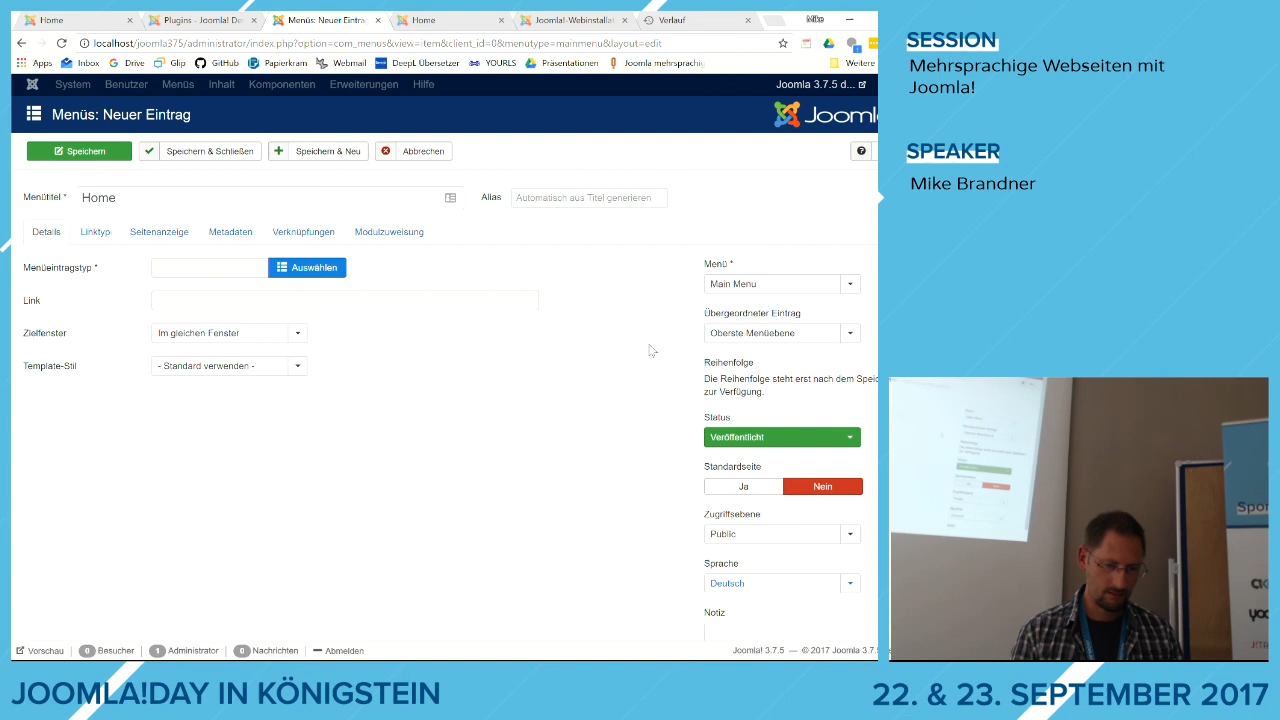 Home
Plugins - Joomla! De
Menüs: Neuer Eintra
Home
Joomla!-Webinstallat
Verlauf
Mike
localhost/joomla375/administrator/index.php?option=com_menus&view=item&client_id=0&menutype=mainmenu&layout=edit
Apps Inbox Drive Glip GitHub Papierkram Webmail DeepL Übersetzer YOURLS Präsentationen Joomla mehrsprachig Weitere
System Benutzer Menüs Inhalt Komponenten Erweiterungen Hilfe Joomla 3.7.5 d...
Menüs: Neuer Eintrag
Speichern Speichern & Schließen Speichern & Neu Abbrechen
Menütitel * Home Alias Automatisch aus Titel generieren
Details Linktyp Seitenanzeige Metadaten Verknüpfungen Modulzuweisung
Menüeintragstyp * Auswählen
Link
Zielfenster Im gleichen Fenster
Template-Stil - Standard verwenden -
Menü *
Main Menu
Übergeordneter Eintrag
Oberste Menüebene
Reihenfolge
Die Reihenfolge steht erst nach dem Speic
zur Verfügung.
Status
Veröffentlicht
Standardseite
Ja Nein
Zugriffsebene
Public
Sprache
Deutsch
Notiz
Vorschau 0 Besucher 1 Administrator 0 Nachrichten Abmelden Joomla! 3.7.5 — © 2017 Joomla 3.7.5
SESSION
Mehrsprachige Webseiten mit
Joomla!
SPEAKER
Mike Brandner
JOOMLA!DAY IN KÖNIGSTEIN
22. & 23. SEPTEMBER 2017